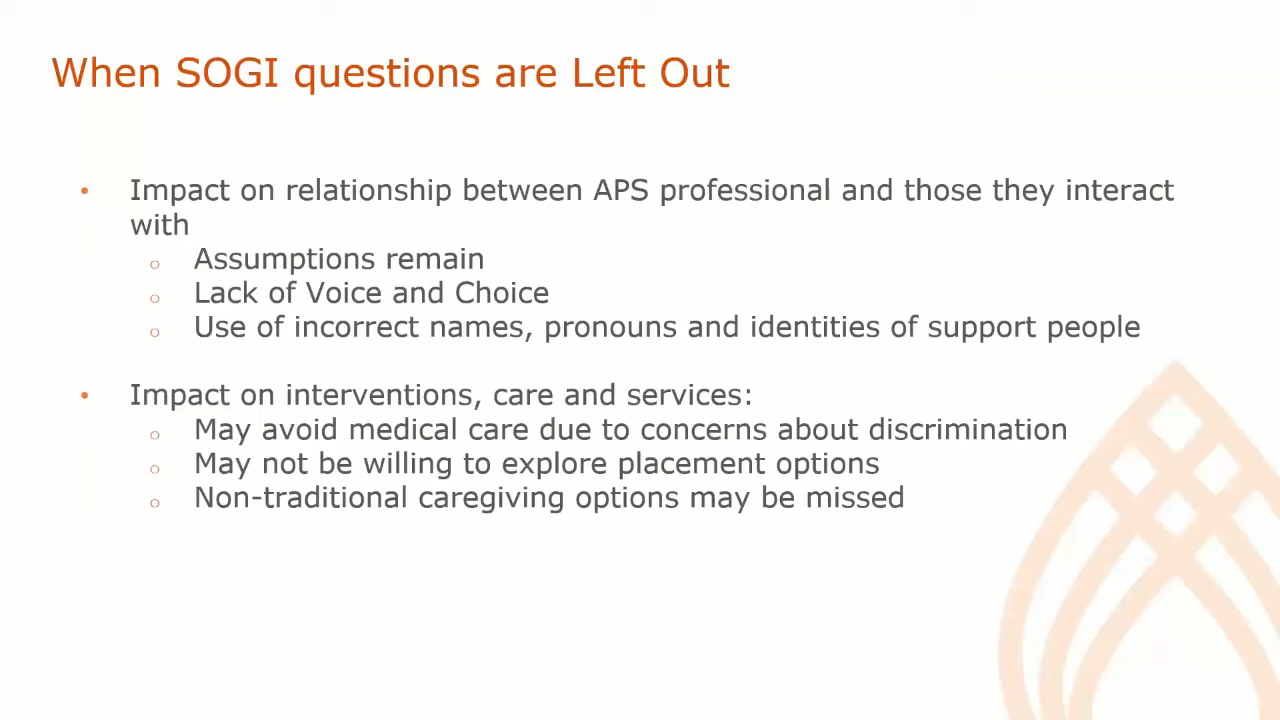 When SOGI questions are Left Out
• Impact on relationship between APS professional and those they interact
with
o Assumptions remain
o Lack of Voice and Choice
o Use of incorrect names, pronouns and identities of support people
• Impact on interventions, care and services:
o May avoid medical care due to concerns about discrimination
o May not be willing to explore placement options
o Non-traditional caregiving options may be missed